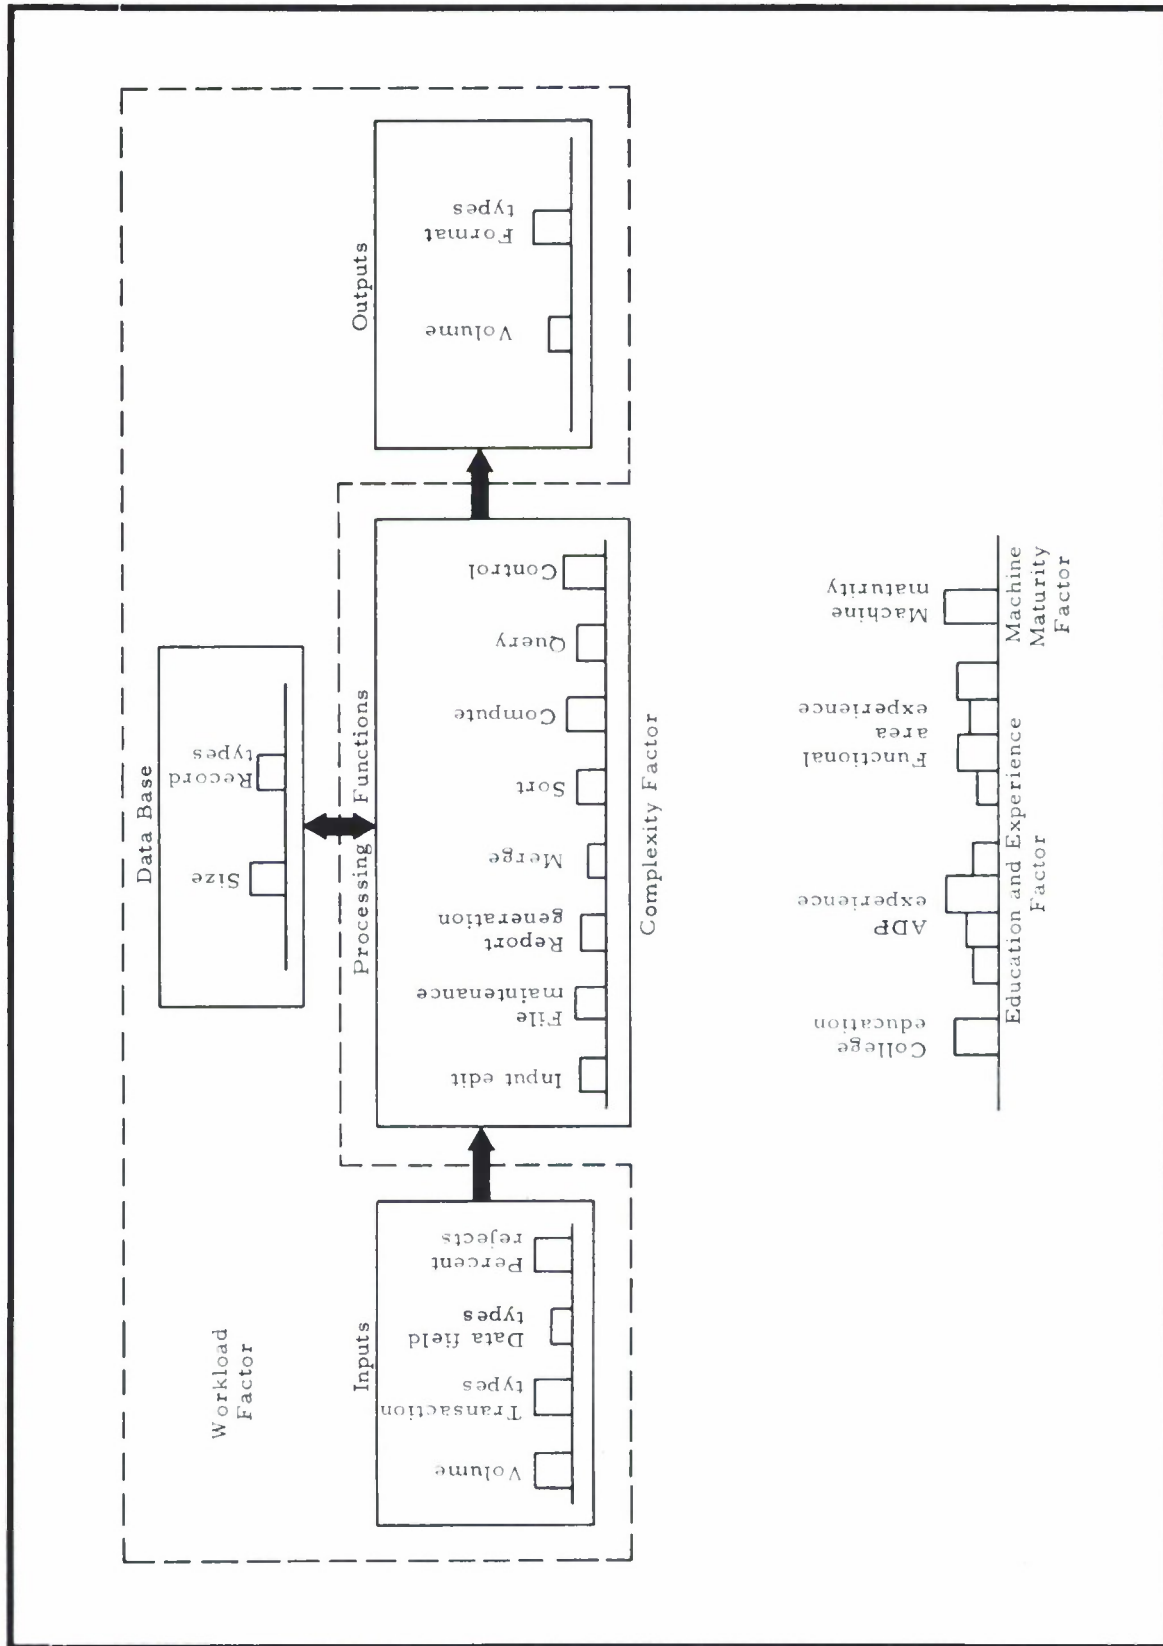 Workload
Factor
Data Base
Size
Record
types
Inputs
Volume
Transaction
types
Data field
types
Percent
rejects
Processing Functions
Input edit
File
maintenance
Report
generation
Merge
Sort
Compute
Query
Control
Complexity Factor
Outputs
Volume
Format
types
College
education
ADP
experience
Functional
area
experience
Machine
maturity
Education and Experience
Factor
Machine
Maturity
Factor